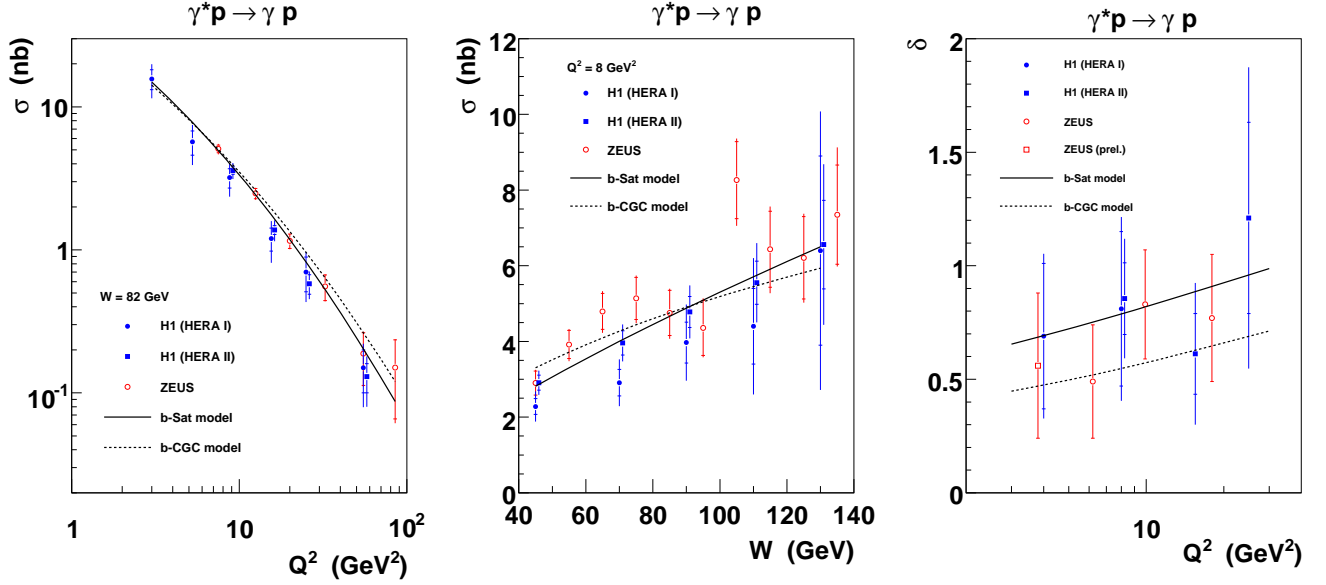 γ*p → γ p
σ (nb)
10
1
10⁻¹
W = 82 GeV
H1 (HERA I)
H1 (HERA II)
ZEUS
b-Sat model
b-CGC model
1
10
10²
Q² (GeV²)
γ*p → γ p
σ (nb)
12
10
8
6
4
2
0
Q² = 8 GeV²
H1 (HERA I)
H1 (HERA II)
ZEUS
b-Sat model
b-CGC model
40
60
80
100
120
140
W (GeV)
γ*p → γ p
δ
2
1.5
1
0.5
0
H1 (HERA I)
H1 (HERA II)
ZEUS
ZEUS (prel.)
b-Sat model
b-CGC model
10
Q² (GeV²)